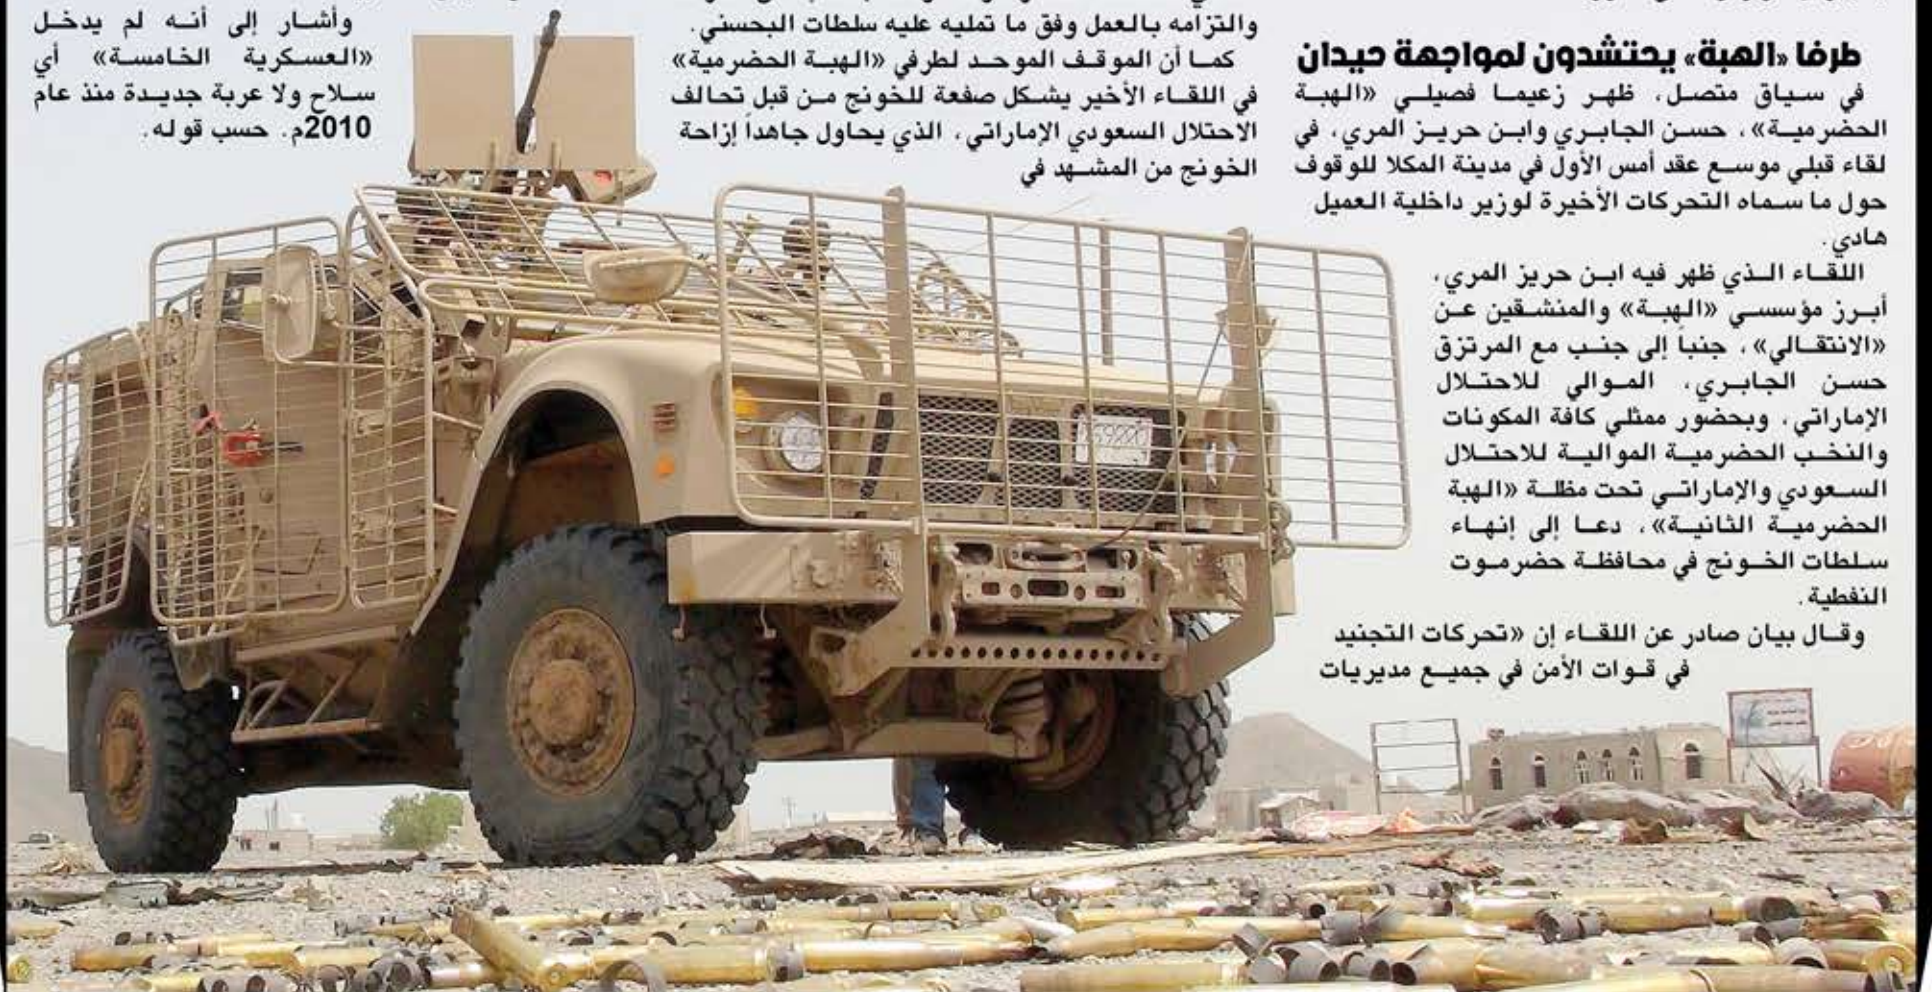 طرفا «الهبة» يحتشدون لمواجهة حيدان
في سياق متصل، ظهر زعيما فصيلي «الهبة
الحضرمية»، حسن الجابري وابن حريز المري، في
لقاء قبلي موسع عقد أمس الأول في مدينة المكلا للوقوف
حول ما سماه التحركات الأخيرة لوزير داخلية العميل
هادي.
اللقاء الذي ظهر فيه ابن حريز المري،
أبرز مؤسسي «الهبة» والمنشقين عن
«الانتقالي»، جنباً إلى جنب مع المرتزق
حسن الجابري، الموالي للاحتلال
الإماراتي، وبحضور ممثلي كافة المكونات
والنخب الحضرمية الموالية للاحتلال
السعودي والإماراتي تحت مظلة «الهبة
الحضرمية الثانية»، دعا إلى إنهاء
سلطات الخونج في محافظة حضرموت
النفطية.
وقال بيان صادر عن اللقاء إن «تحركات التجنيد
في قوات الأمن في جميع مديريات
والتزامه بالعمل وفق ما تمليه عليه سلطات البحسني.
كما أن الموقف الموحد لطرفي «الهبة الحضرمية»
في اللقاء الأخير يشكل صفعة للخونج من قبل تحالف
الاحتلال السعودي الإماراتي، الذي يحاول جاهداً إزاحة
الخونج من المشهد في
وأشار إلى أنه لم يدخل
«العسكرية الخامسة» أي
سلاح ولا عربة جديدة منذ عام
2010م. حسب قوله.